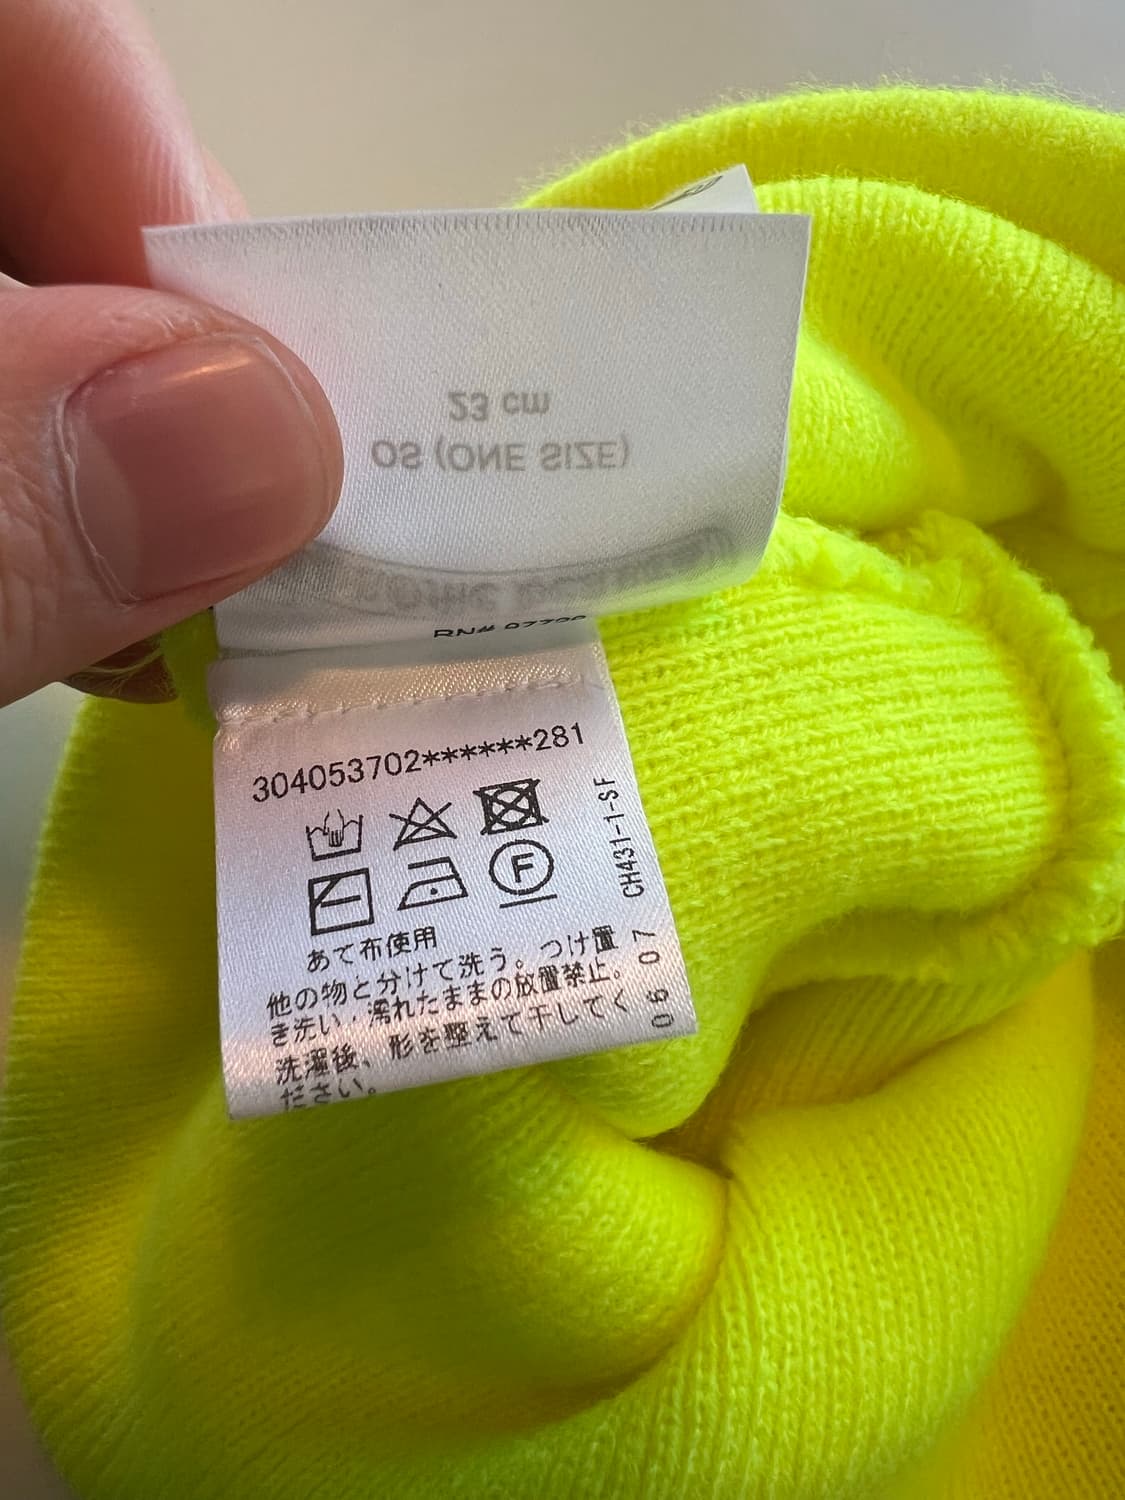 23 cm
OS (ONE SIZE)
RN#
304053702******281
F
CH431-1-SF
あて布使用
他の物と分けて洗う。つけ置
き洗い・濡れたままの放置禁止。
洗濯後、形を整えて干してく
ださい。
06 07